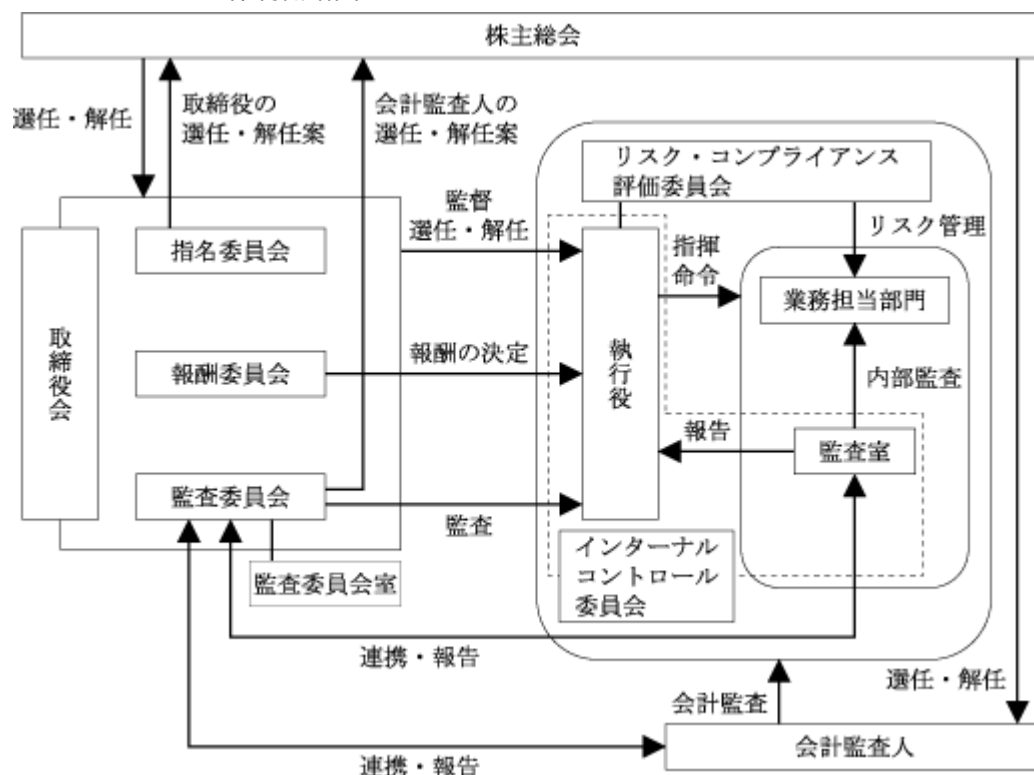 株主総会
選任・解任
取締役の
選任・解任案
会計監査人の
選任・解任案
リスク・コンプライアンス
評価委員会
監督
選任・解任
リスク管理
指名委員会
指揮
命令
業務担当部門
取締役会
執行役
報酬委員会
報酬の決定
内部監査
報告
監査室
監査委員会
監査
インターナル
コントロール
委員会
監査委員会室
連携・報告
選任・解任
会計監査
会計監査人
連携・報告